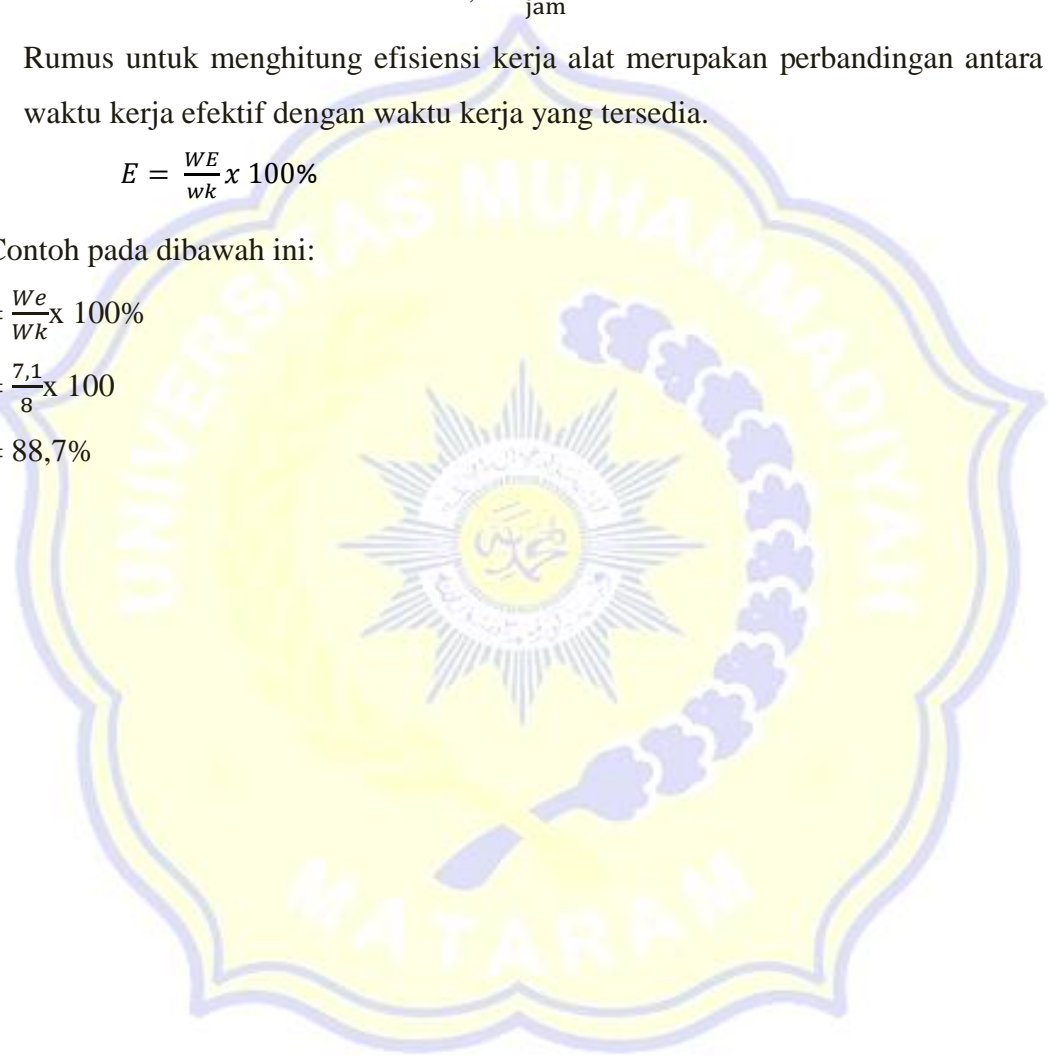 jam
Rumus untuk menghitung efisiensi kerja alat merupakan perbandingan antara
waktu kerja efektif dengan waktu kerja yang tersedia.
E = WE/wk x 100%
Contoh pada dibawah ini:
= We/Wk x 100%
= 7,1/8 x 100
= 88,7%
UNIVERSITAS MUHAMMADIYAH
MATARAM